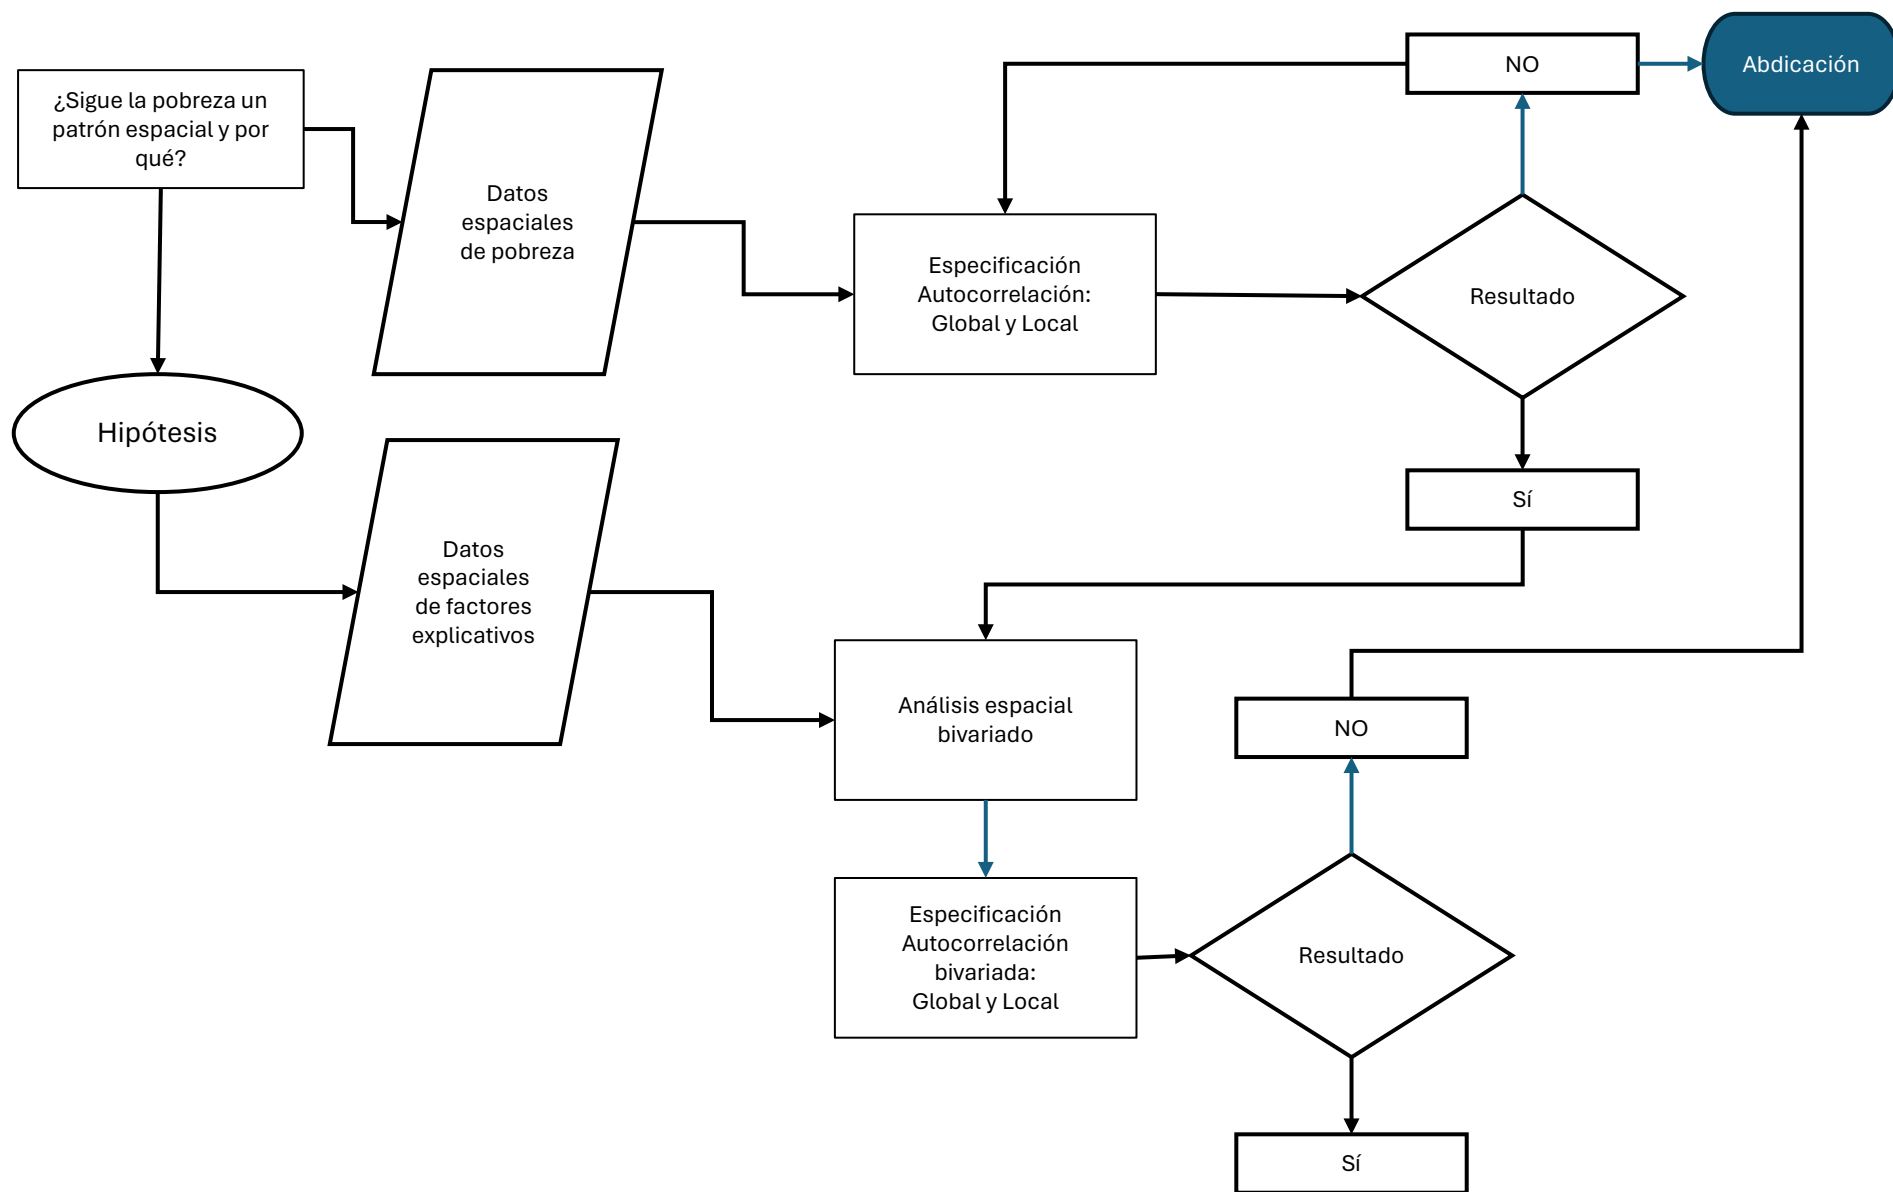 ¿Sigue la pobreza un
patrón espacial y por
qué?
Datos
espaciales
de pobreza
Especificación
Autocorrelación:
Global y Local
NO
Abdicación
Resultado
Sí
Hipótesis
Datos
espaciales
de factores
explicativos
Análisis espacial
bivariado
NO
Especificación
Autocorrelación
bivariada:
Global y Local
Resultado
Sí